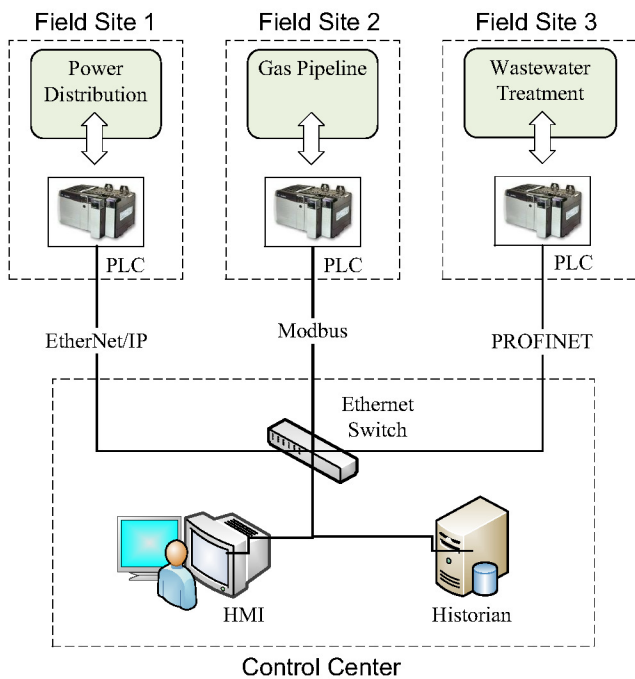 Field Site 1
Field Site 2
Field Site 3
Power
Distribution
Gas Pipeline
Wastewater
Treatment
PLC
PLC
PLC
EtherNet/IP
Modbus
PROFINET
Ethernet
Switch
HMI
Historian
Control Center